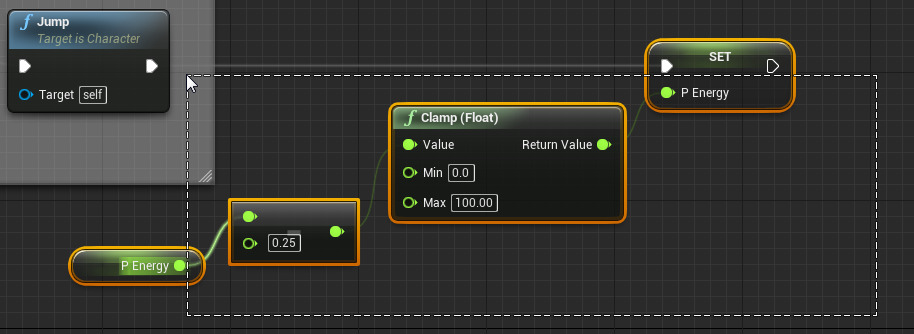 f Jump
Target is Character
Target self
SET
P Energy
f Clamp (Float)
Value Return Value
Min 0.0
Max 100.00
0.25
P Energy